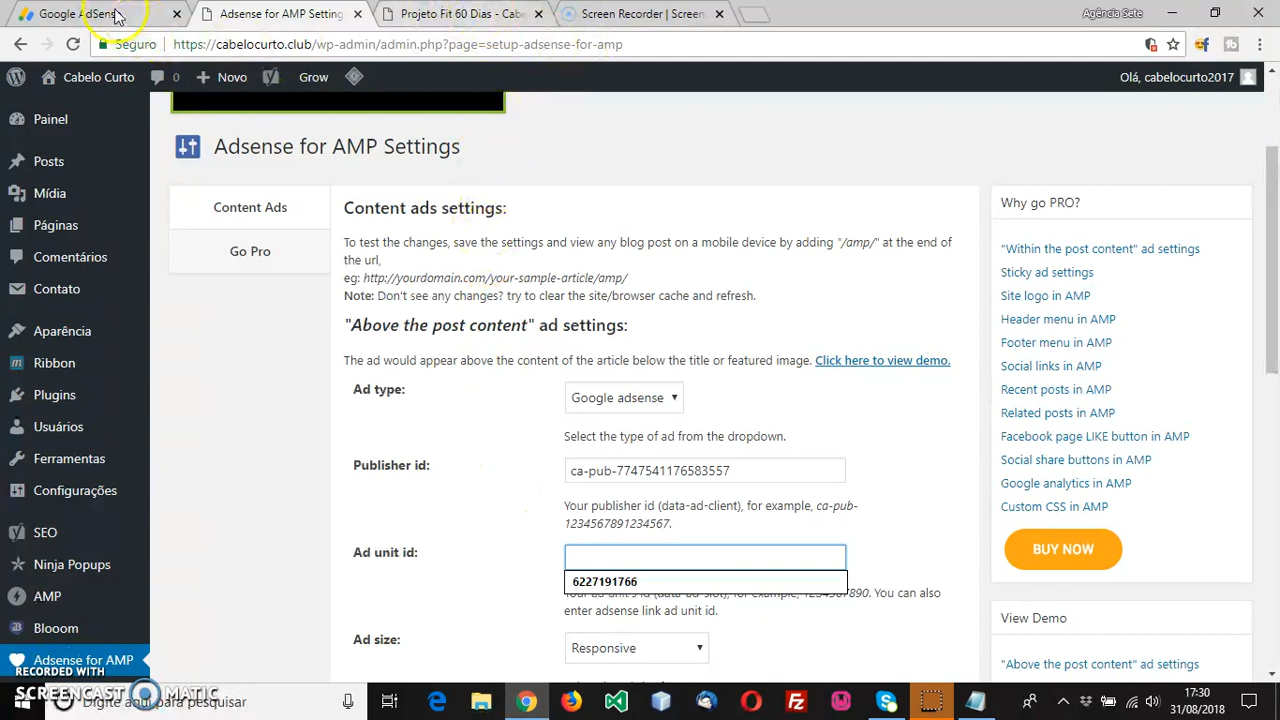 Google AdSense
Adsense for AMP Setting
Projeto Fit 60 Dias - Cabe
Screen Recorder | Screen
Agência Sete
Seguro
https://cabelocurto.club/wp-admin/admin.php?page=setup-adsense-for-amp
Cabelo Curto
0
Novo
Grow
Olá, cabelocurto2017
Painel
Posts
Mídia
Páginas
Comentários
Contato
Aparência
Ribbon
Plugins
Usuários
Ferramentas
Configurações
SEO
Ninja Popups
AMP
Blooom
Adsense for AMP
Adsense for AMP Settings
Content Ads
Go Pro
Content ads settings:
To test the changes, save the settings and view any blog post on a mobile device by adding "/amp/" at the end of
the url,
eg: http://yourdomain.com/your-sample-article/amp/
Note: Don't see any changes? try to clear the site/browser cache and refresh.
"Above the post content" ad settings:
The ad would appear above the content of the article below the title or featured image. Click here to view demo.
Ad type:
Google adsense
Select the type of ad from the dropdown.
Publisher id:
ca-pub-7747541176583557
Your publisher id (data-ad-client), for example, ca-pub-
1234567891234567.
Ad unit id:
6227191766
Your ad unit's id (data-ad-slot), for example, 1234567890. You can also
enter adsense link ad unit id.
Ad size:
Responsive
Why go PRO?
"Within the post content" ad settings
Sticky ad settings
Site logo in AMP
Header menu in AMP
Footer menu in AMP
Social links in AMP
Recent posts in AMP
Related posts in AMP
Facebook page LIKE button in AMP
Social share buttons in AMP
Google analytics in AMP
Custom CSS in AMP
BUY NOW
View Demo
"Above the post content" ad settings
RECORDED WITH
SCREENCAST MATIC
Digite aqui para pesquisar
17:30
31/08/2018